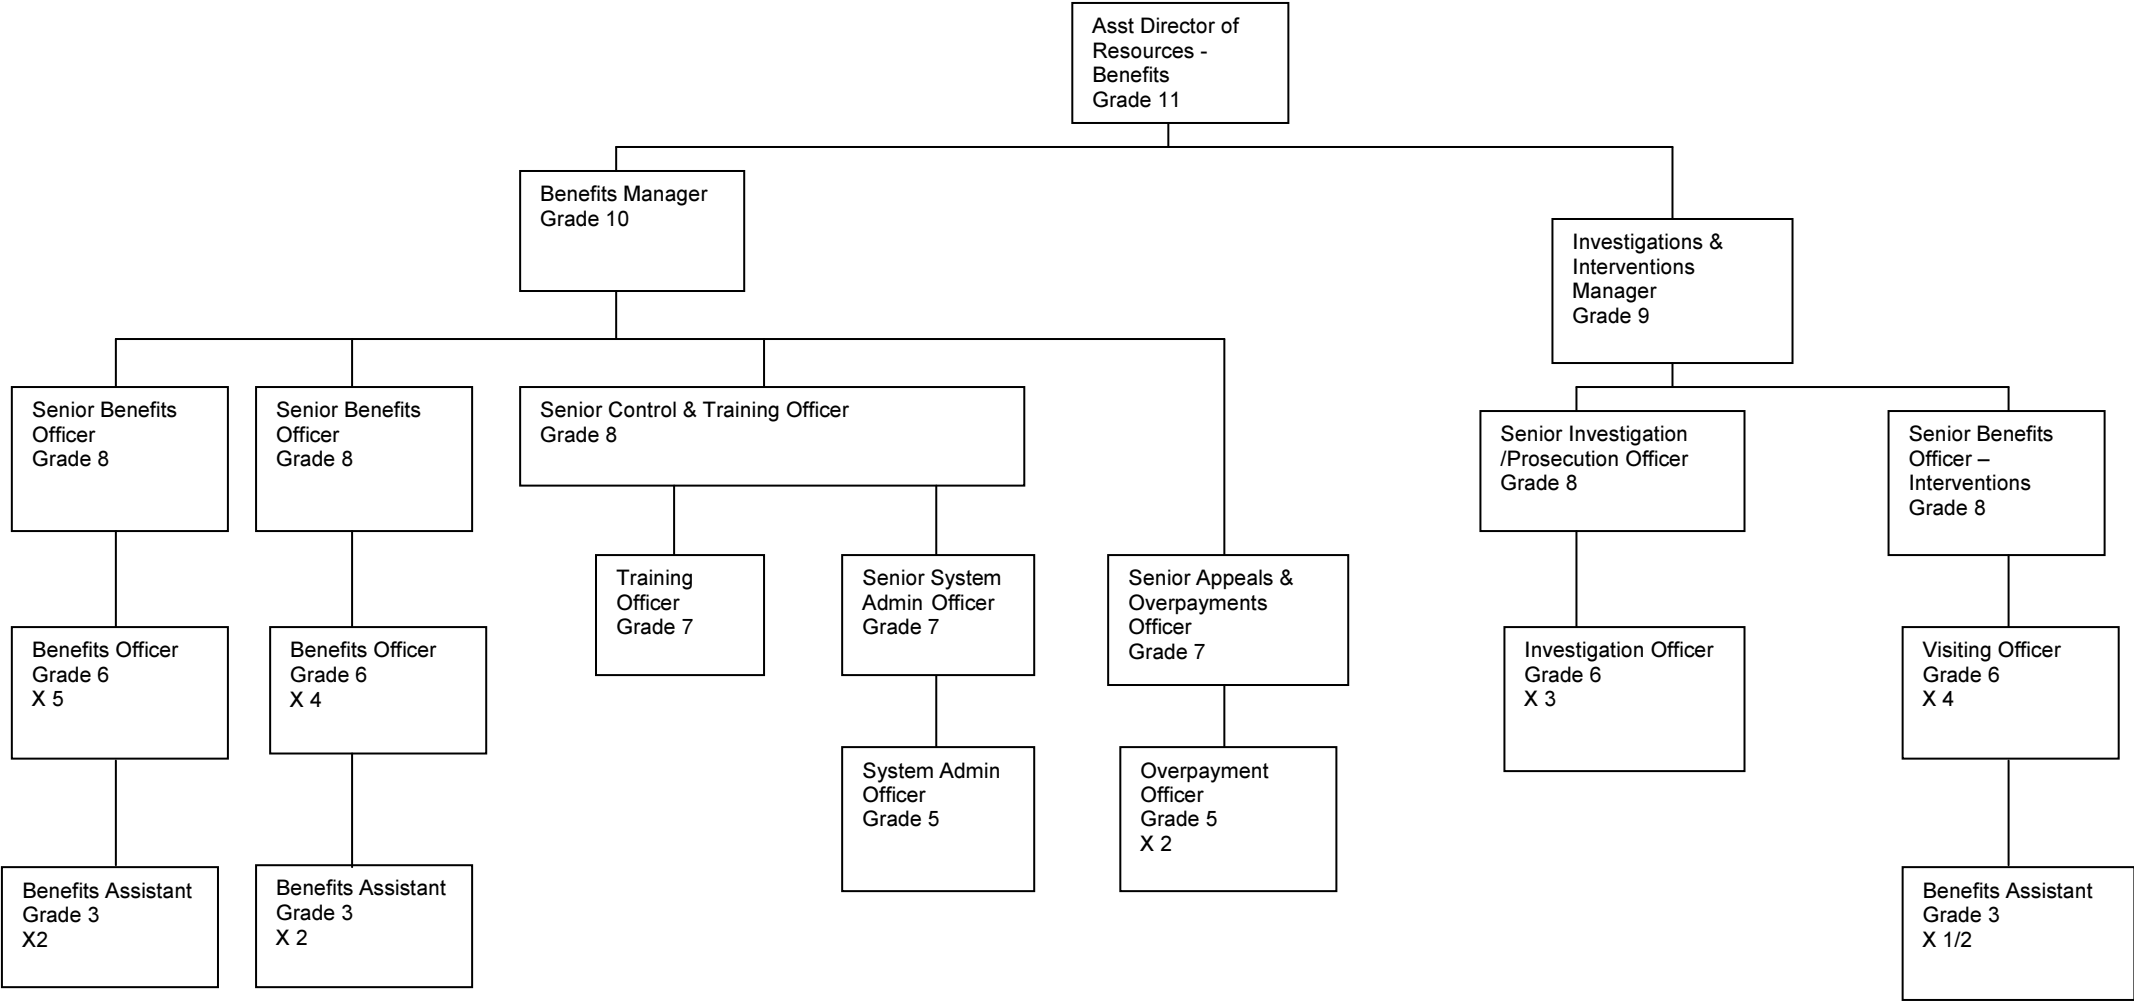 Asst Director of
Resources -
Benefits
Grade 11
Benefits Manager
Grade 10
Investigations &
Interventions
Manager
Grade 9
Senior Benefits
Officer
Grade 8
Senior Benefits
Officer
Grade 8
Senior Control & Training Officer
Grade 8
Senior Investigation
/Prosecution Officer
Grade 8
Senior Benefits
Officer –
Interventions
Grade 8
Training
Officer
Grade 7
Senior System
Admin Officer
Grade 7
Senior Appeals &
Overpayments
Officer
Grade 7
Benefits Officer
Grade 6
X 5
Benefits Officer
Grade 6
X 4
Investigation Officer
Grade 6
X 3
Visiting Officer
Grade 6
X 4
System Admin
Officer
Grade 5
Overpayment
Officer
Grade 5
X 2
Benefits Assistant
Grade 3
X2
Benefits Assistant
Grade 3
X 2
Benefits Assistant
Grade 3
X 1/2